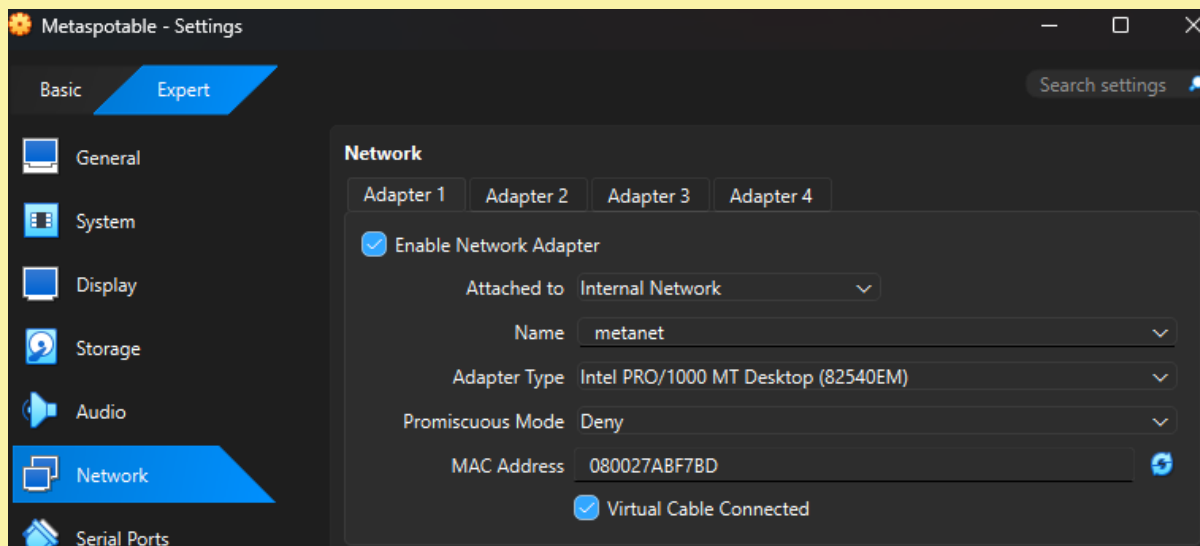 Metaspotable - Settings
Basic
Expert
Search settings
General
System
Display
Storage
Audio
Network
Serial Ports
Network
Adapter 1
Adapter 2
Adapter 3
Adapter 4
Enable Network Adapter
Attached to Internal Network
Name metanet
Adapter Type Intel PRO/1000 MT Desktop (82540EM)
Promiscuous Mode Deny
MAC Address 080027ABF7BD
Virtual Cable Connected